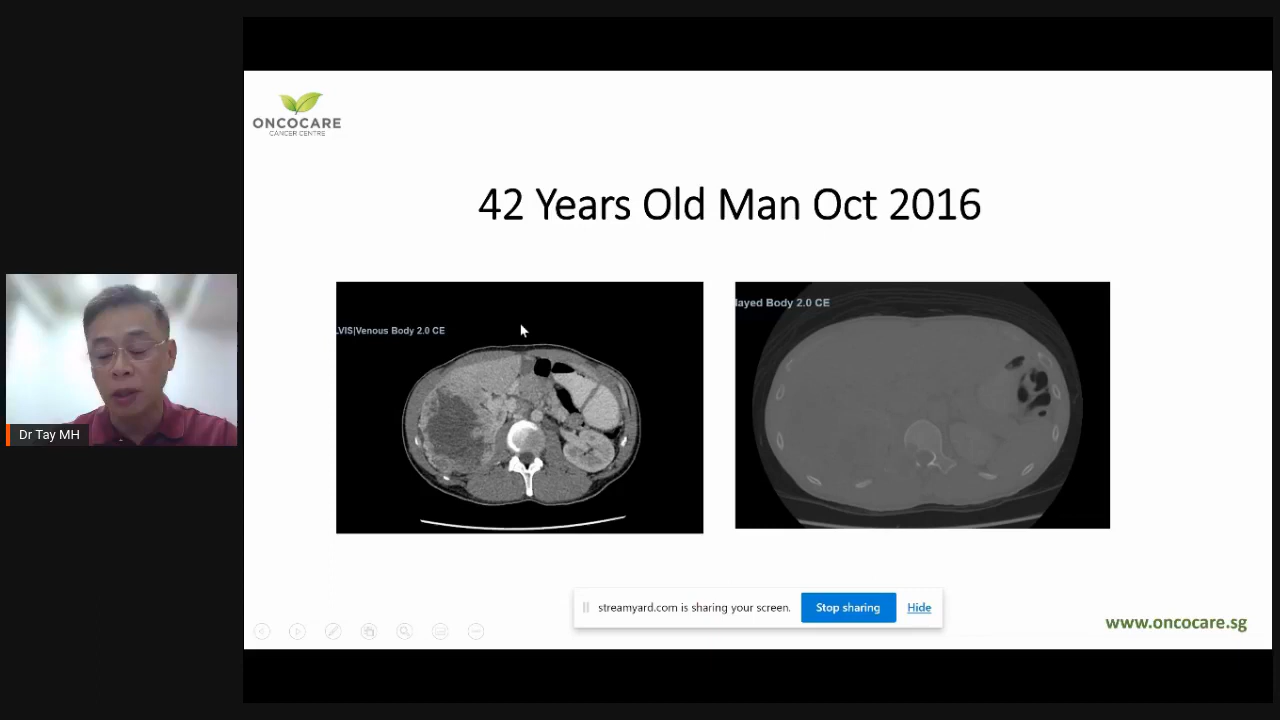 ONCOCARE
CANCER CENTRE
42 Years Old Man Oct 2016
LVIS|Venous Body 2.0 CE
layed Body 2.0 CE
Dr Tay MH
streamyard.com is sharing your screen.
Stop sharing
Hide
www.oncocare.sg